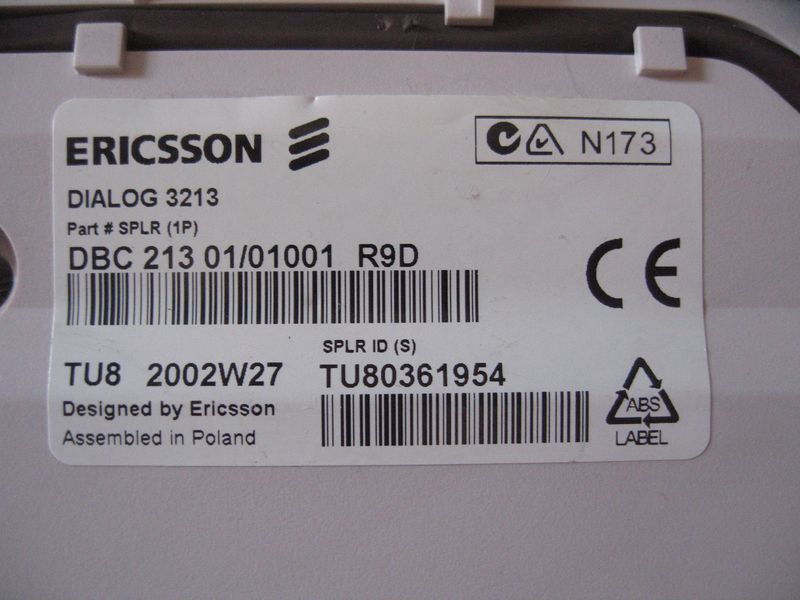 ERICSSON
N173
DIALOG 3213
Part # SPLR (1P)
DBC 213 01/01001 R9D
CE
SPLR ID (S)
TU8 2002W27 TU80361954
Designed by Ericsson
Assembled in Poland
ABS
LABEL